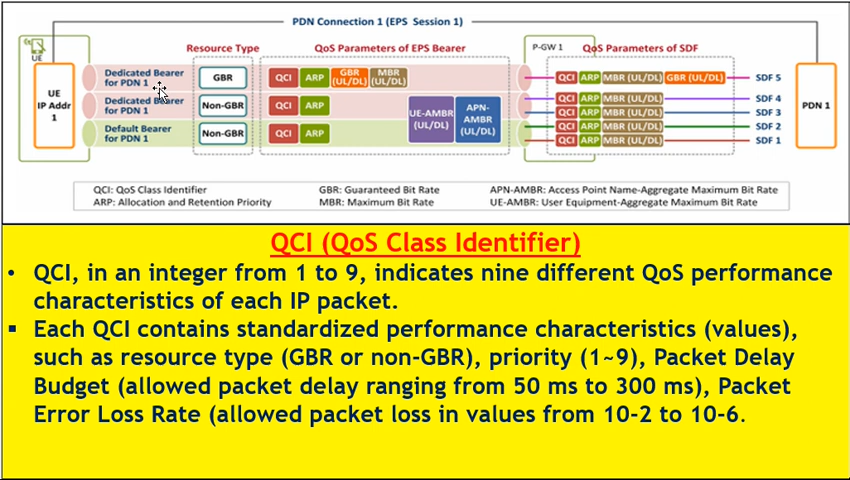 PDN Connection 1 (EPS Session 1)
UE
Resource Type
QoS Parameters of EPS Bearer
P-GW 1
QoS Parameters of SDF
UE
IP Addr
1
Dedicated Bearer
for PDN 1
GBR
QCI ARP GBR (UL/DL) MBR (UL/DL)
QCI ARP MBR (UL/DL) GBR (UL/DL) SDF 5
Dedicated Bearer
for PDN 1
Non-GBR
QCI ARP
UE-AMBR
(UL/DL)
APN-
AMBR
(UL/DL)
QCI ARP MBR (UL/DL) SDF 4
QCI ARP MBR (UL/DL) SDF 3
Default Bearer
for PDN 1
Non-GBR
QCI ARP
QCI ARP MBR (UL/DL) SDF 2
QCI ARP MBR (UL/DL) SDF 1
PDN 1
QCI: QoS Class Identifier GBR: Guaranteed Bit Rate APN-AMBR: Access Point Name-Aggregate Maximum Bit Rate
ARP: Allocation and Retention Priority MBR: Maximum Bit Rate UE-AMBR: User Equipment-Aggregate Maximum Bit Rate
QCI (QoS Class Identifier)
• QCI, in an integer from 1 to 9, indicates nine different QoS performance
characteristics of each IP packet.
▪ Each QCI contains standardized performance characteristics (values),
such as resource type (GBR or non-GBR), priority (1~9), Packet Delay
Budget (allowed packet delay ranging from 50 ms to 300 ms), Packet
Error Loss Rate (allowed packet loss in values from 10-2 to 10-6.